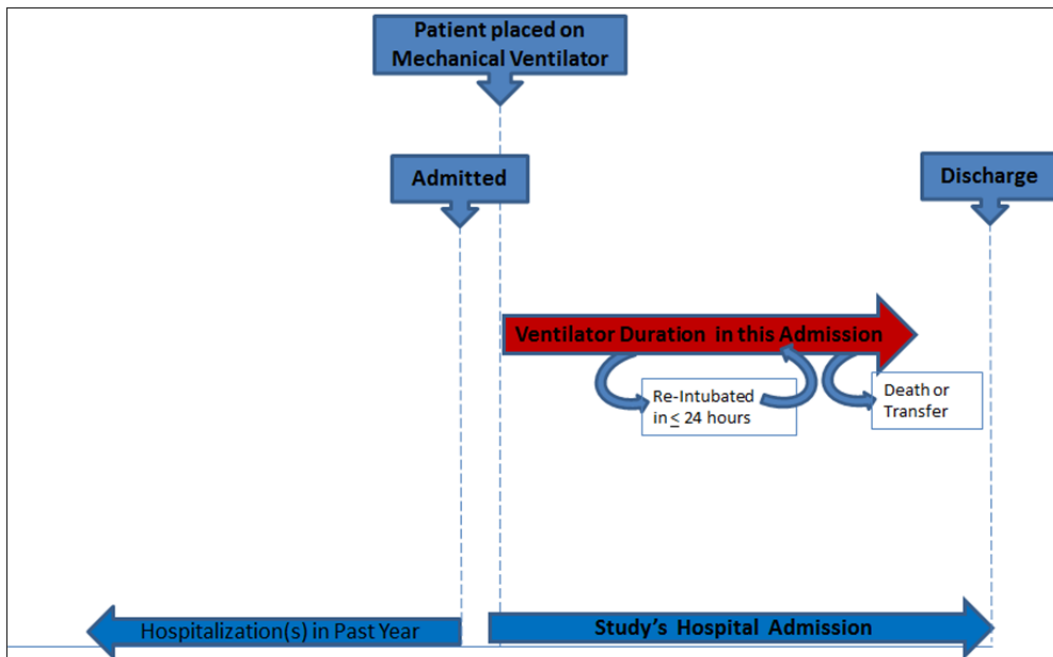 Patient placed on
Mechanical Ventilator
Admitted
Discharge
Ventilator Duration in this Admission
Re-Intubated
in ≤ 24 hours
Death or
Transfer
Hospitalization(s) in Past Year
Study's Hospital Admission